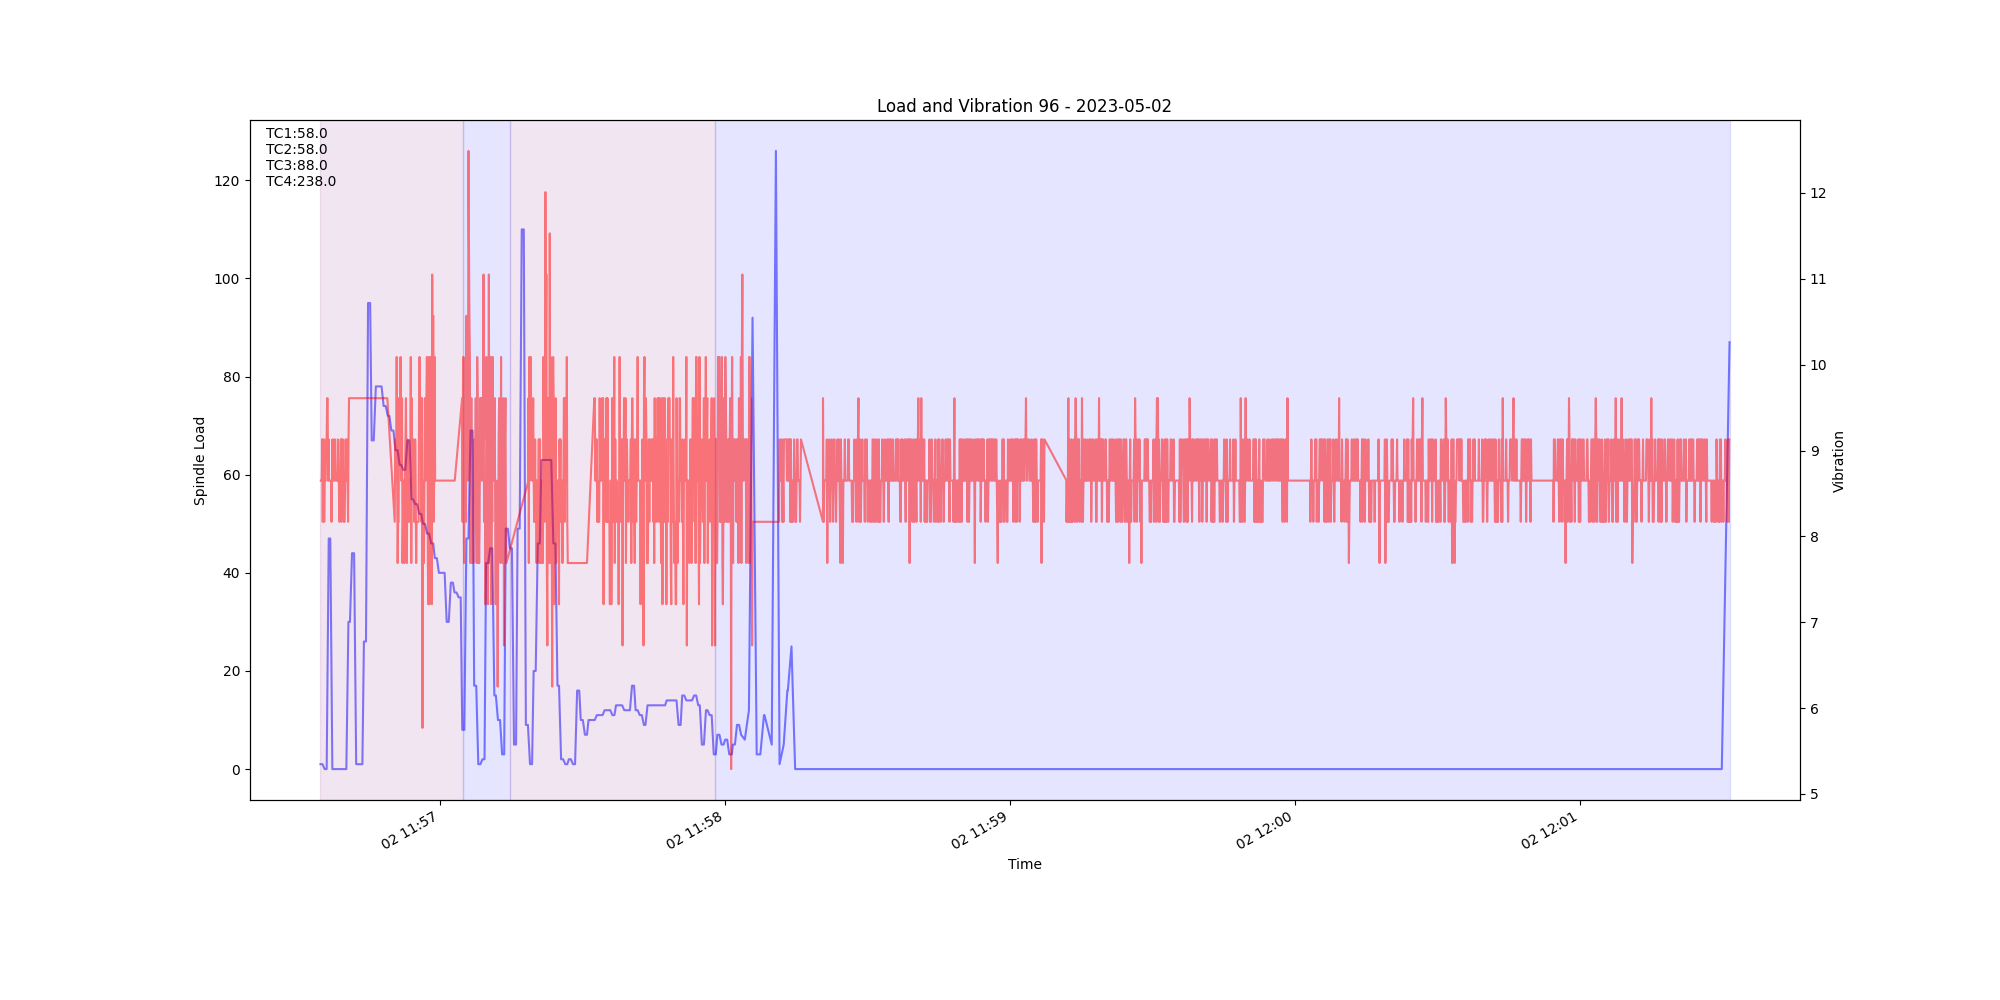 Load and Vibration 96 - 2023-05-02
TC1:58.0
TC2:58.0
TC3:88.0
TC4:238.0
Spindle Load
120
100
80
60
40
20
0
12
11
10
9
8
7
6
5
Vibration
02 11:57
02 11:58
02 11:59
02 12:00
02 12:01
Time